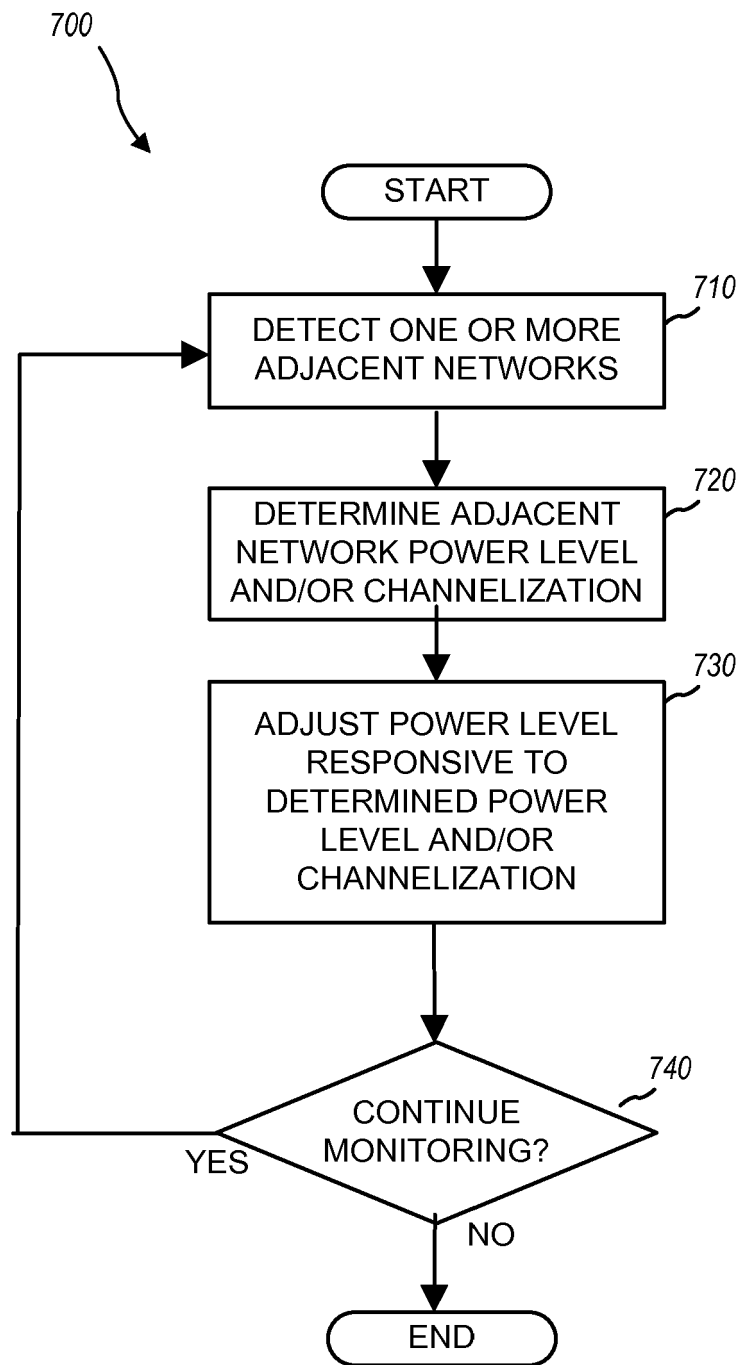 700
START
710
DETECT ONE OR MORE
ADJACENT NETWORKS
720
DETERMINE ADJACENT
NETWORK POWER LEVEL
AND/OR CHANNELIZATION
730
ADJUST POWER LEVEL
RESPONSIVE TO
DETERMINED POWER
LEVEL AND/OR
CHANNELIZATION
740
CONTINUE
MONITORING?
YES
NO
END